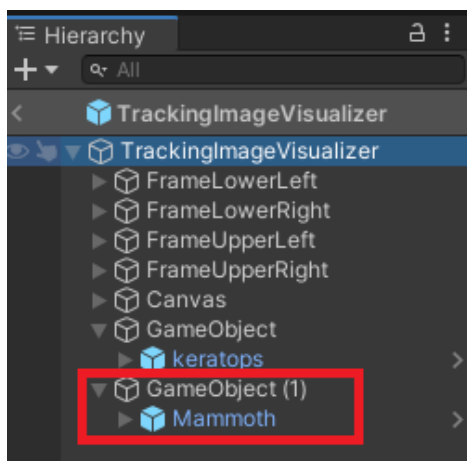 Hierarchy
All
TrackingImageVisualizer
TrackingImageVisualizer
FrameLowerLeft
FrameLowerRight
FrameUpperLeft
FrameUpperRight
Canvas
GameObject
keratops
GameObject (1)
Mammoth